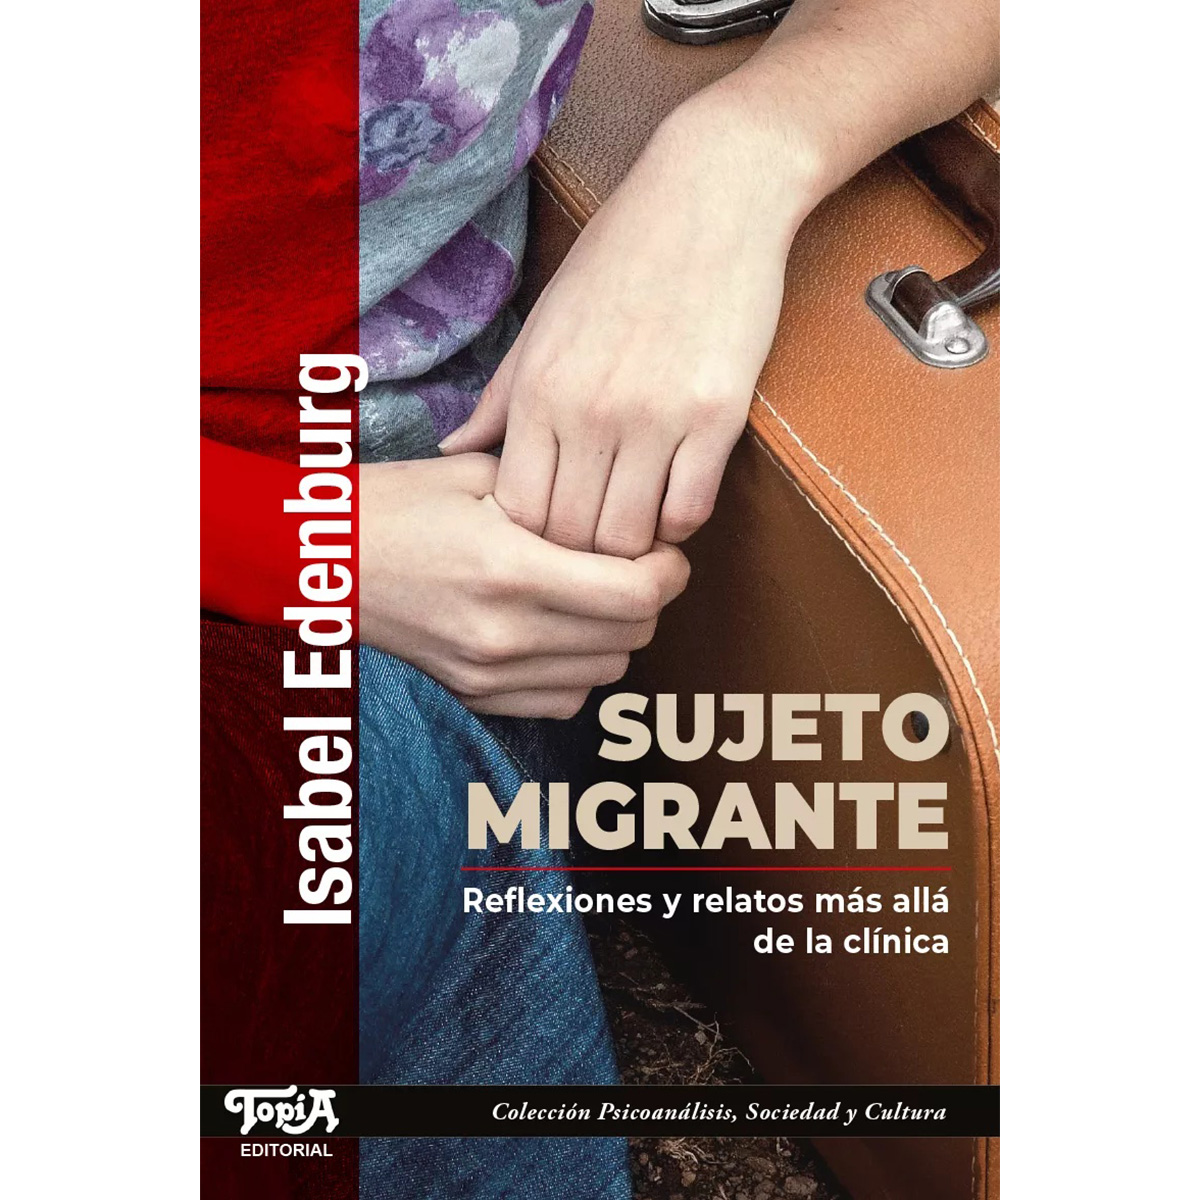 Isabel Edenburg
SUJETO
MIGRANTE
Reflexiones y relatos más allá
de la clínica
Topía
EDITORIAL
Colección Psicoanálisis, Sociedad y Cultura